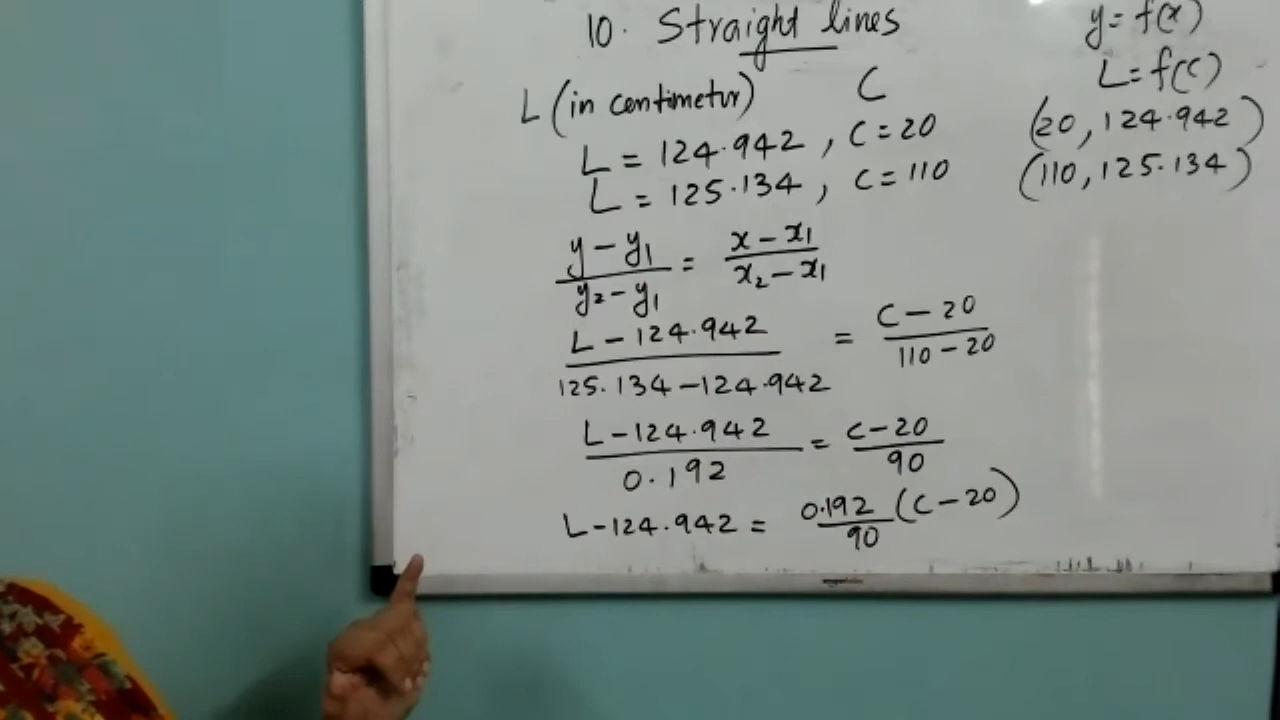 10. Straight lines
y = f(x)
L (in centimetur) C
L = f(C)
L = 124.942 , C = 20 (20, 124.942)
L = 125.134 , C = 110 (110, 125.134)
y - y₁ / y₂ - y₁ = x - x₁ / x₂ - x₁
L - 124.942 / 125.134 - 124.942 = C - 20 / 110 - 20
L - 124.942 / 0.192 = C - 20 / 90
L - 124.942 = 0.192 / 90 (C - 20)